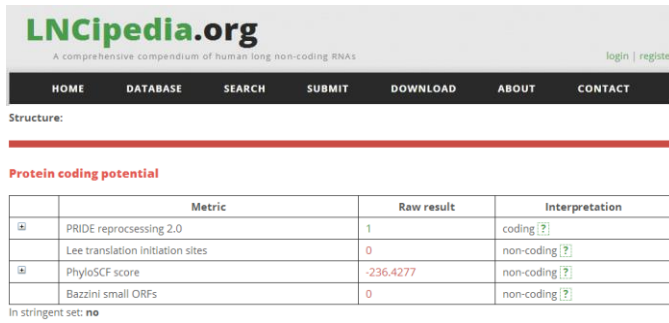 LNCipedia.org
A comprehensive compendium of human long non-coding RNAs
login | registe
HOME DATABASE SEARCH SUBMIT DOWNLOAD ABOUT CONTACT
Structure:
Protein coding potential
Metric Raw result Interpretation
PRIDE reprocsessing 2.0 1 coding ?
Lee translation initiation sites 0 non-coding ?
PhyloSCF score -236.4277 non-coding ?
Bazzini small ORFs 0 non-coding ?
In stringent set: no